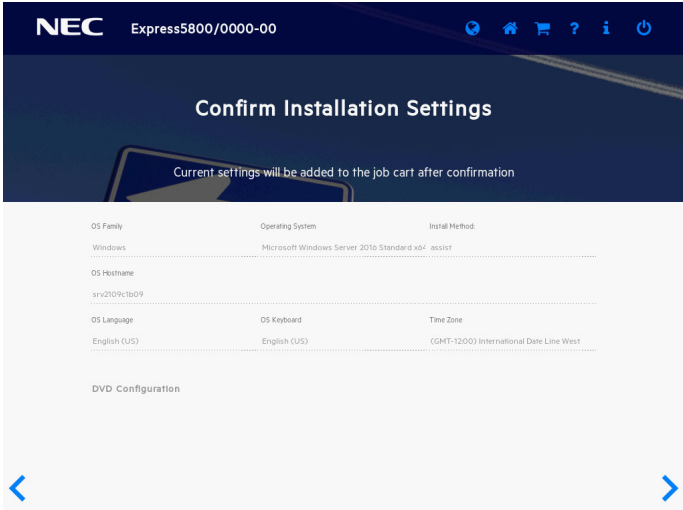 NEC Express5800/0000-00
Confirm Installation Settings
Current settings will be added to the job cart after confirmation
OS Family Operating System Install Method:
Windows Microsoft Windows Server 2016 Standard x64 assist
OS Hostname
srv2109c1b09
OS Language OS Keyboard Time Zone
English (US) English (US) (GMT-12:00) International Date Line West
DVD Configuration